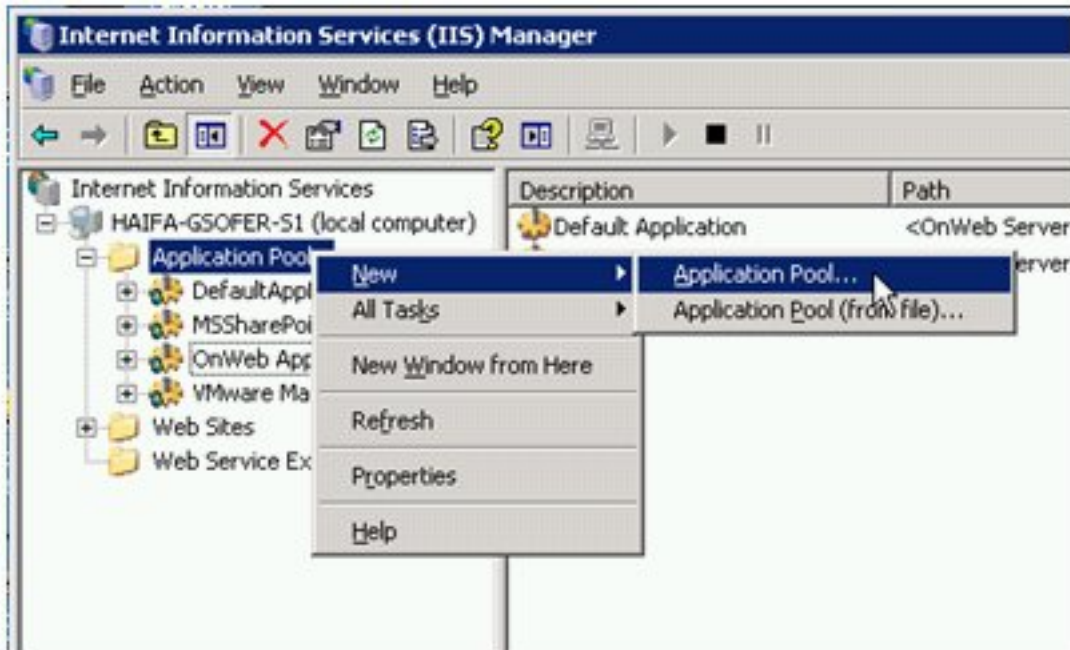 Internet Information Services (IIS) Manager
File Action View Window Help
Internet Information Services
HAIFA-GSOFER-S1 (local computer)
Application Pool
DefaultAppl
MSSharePoi
OnWeb App
VMware Ma
Web Sites
Web Service Ex
Description Path
Default Application <OnWeb Server
erver
New
All Tasks
New Window from Here
Refresh
Properties
Help
Application Pool...
Application Pool (from file)...